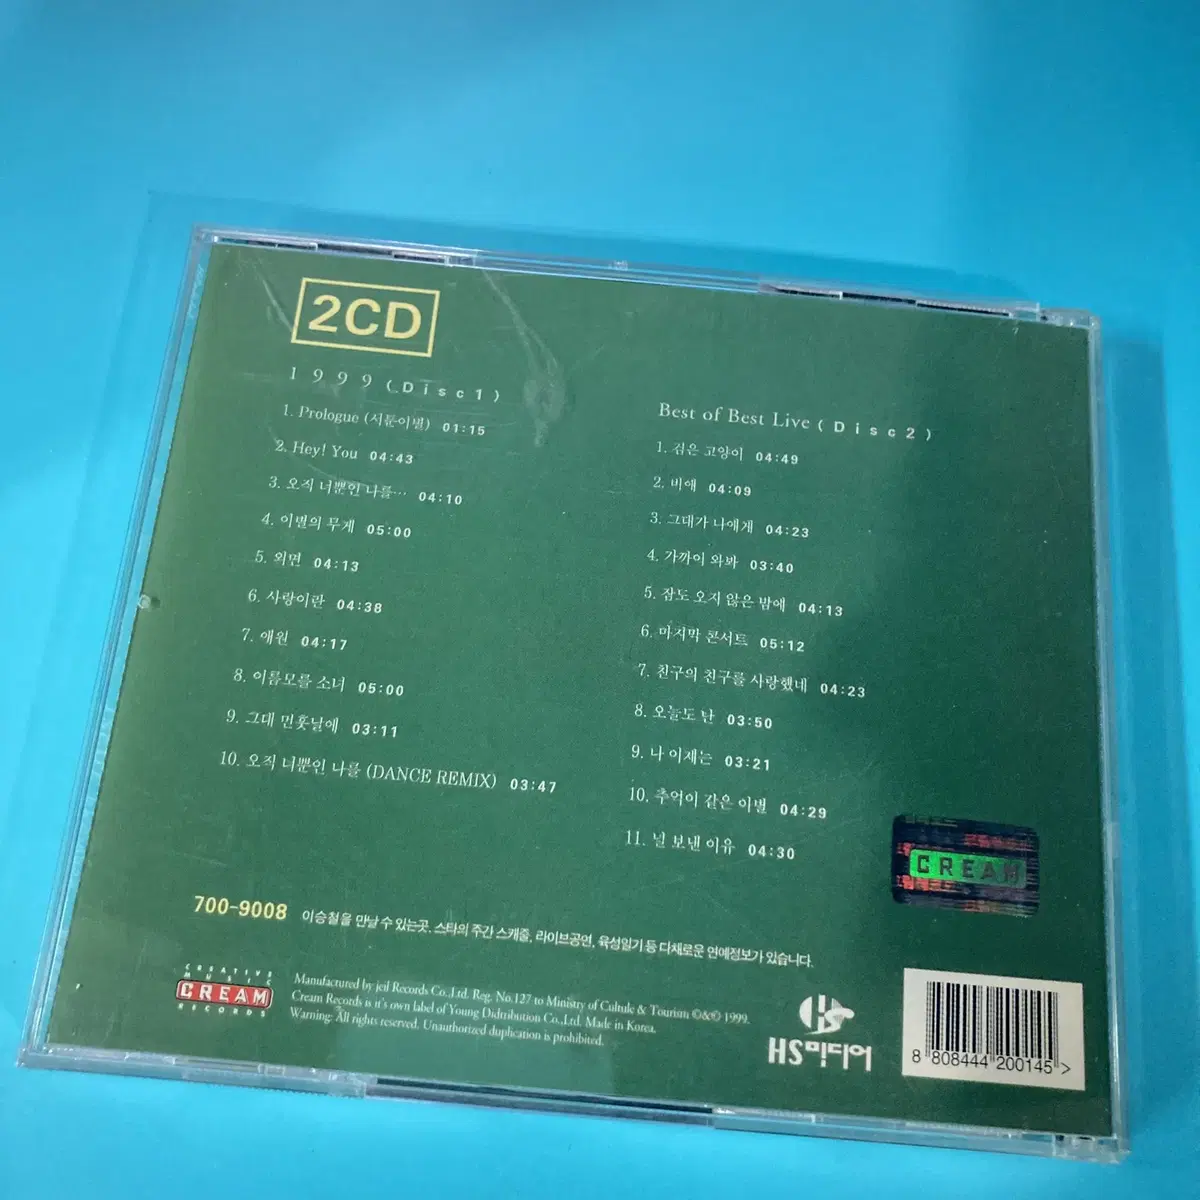 2CD
1999 (Disc1)
1. Prologue (서툰이별) 01:15
2. Hey! You 04:43
3. 오직 너뿐인 나를… 04:10
4. 이별의 무게 05:00
5. 외면 04:13
6. 사랑이란 04:38
7. 애원 04:17
8. 이름모를 소녀 05:00
9. 그대 먼훗날에 03:11
10. 오직 너뿐인 나를 (DANCE REMIX) 03:47
Best of Best Live (Disc2)
1. 검은 고양이 04:49
2. 비애 04:09
3. 그대가 나에게 04:23
4. 가까이 와봐 03:40
5. 잠도 오지 않은 밤에 04:13
6. 마지막 콘서트 05:12
7. 친구의 친구를 사랑했네 04:23
8. 오늘도 난 03:50
9. 나 이제는 03:21
10. 추억이 같은 이별 04:29
11. 널 보낸 이유 04:30
CREAM
700-9008 이승철을 만날 수 있는곳. 스타의 주간 스캐줄, 라이브공연, 육성일기 등 다채로운 연예정보가 있습니다.
CREATIVE
MUSIC
CREAM
RECORDS
Manufactured by jeil Records Co.,Ltd. Reg. No.127 to Ministry of Cultule & Tourism ©&℗ 1999.
Cream Records is it's own label of Young Didtribution Co.,Ltd. Made in Korea.
Warning: All rights reserved. Unauthorized duplication is prohibited.
HS미디어
8 808444 200145 >